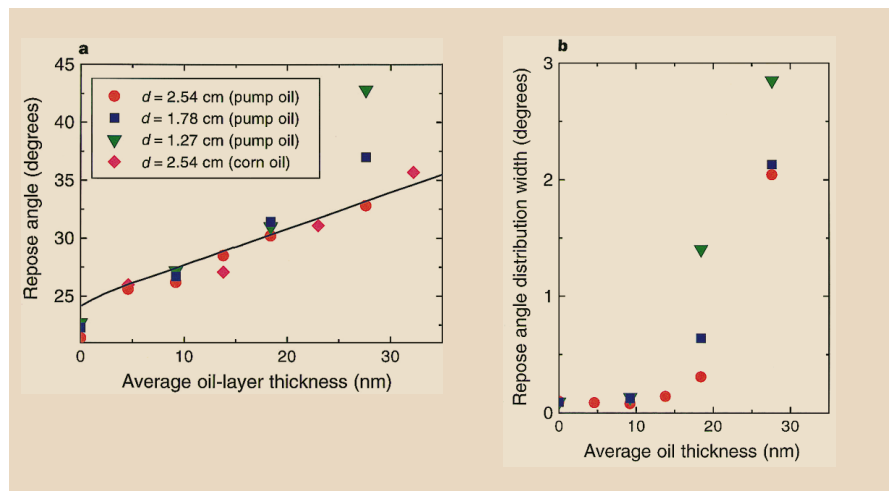 a
45
40
35
30
25
0
10
20
30
Repose angle (degrees)
d = 2.54 cm (pump oil)
d = 1.78 cm (pump oil)
d = 1.27 cm (pump oil)
d = 2.54 cm (corn oil)
Average oil-layer thickness (nm)
b
3
2
1
0
0
10
20
30
Repose angle distribution width (degrees)
Average oil thickness (nm)